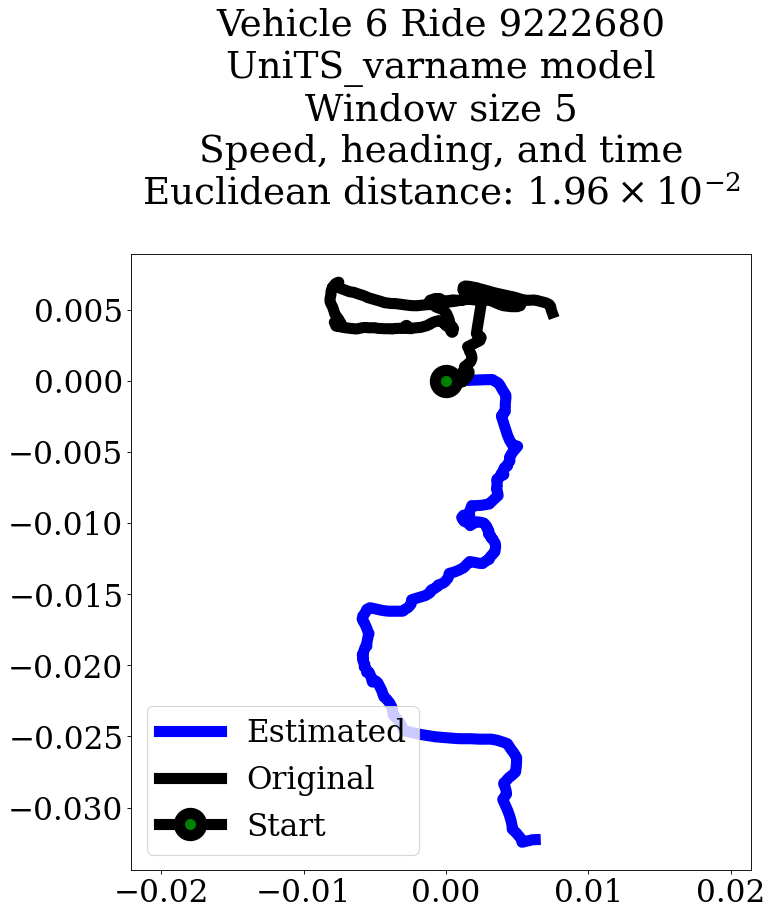 Vehicle 6 Ride 9222680
UniTS_varname model
Window size 5
Speed, heading, and time
Euclidean distance: 1.96 × 10⁻²
0.005
0.000
−0.005
−0.010
−0.015
−0.020
−0.025
−0.030
Estimated
Original
Start
−0.02 −0.01 0.00 0.01 0.02